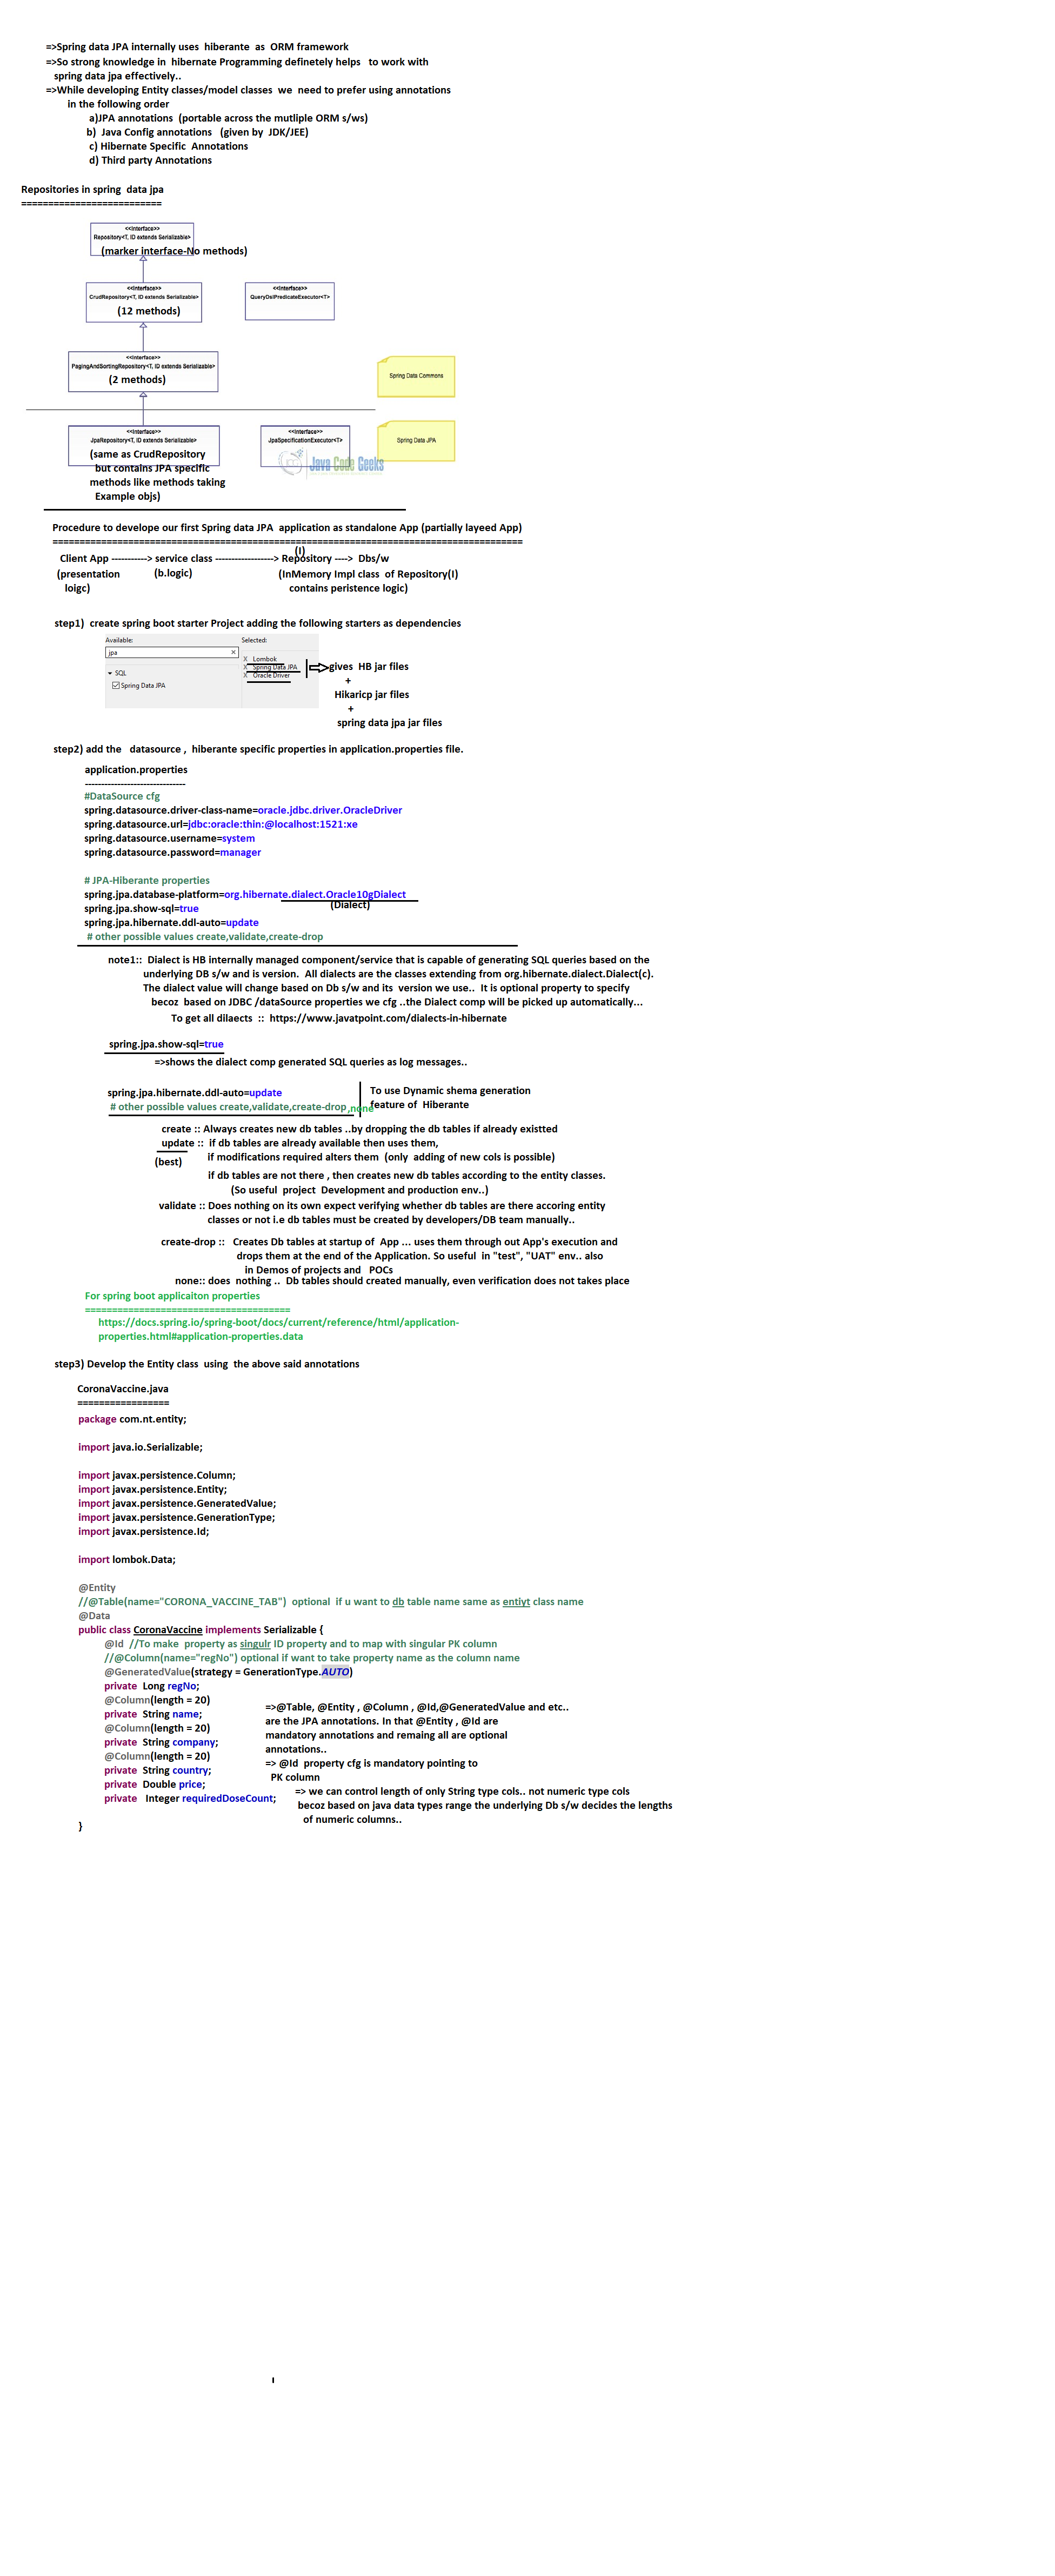 =>Spring data JPA internally uses  hiberante  as  ORM framework
=>So strong knowledge in  hibernate Programming definetely helps   to work with
spring data jpa effectively..
=>While developing Entity classes/model classes  we  need to prefer using annotations
in the following order
a)JPA annotations  (portable across the mutliple ORM s/ws)
b)  Java Config annotations   (given by  JDK/JEE)
c) Hibernate Specific  Annotations
d) Third party Annotations
Repositories in spring  data jpa
==========================
<<Interface>>
Repository<T, ID extends Serializable>
(marker interface-No methods)
<<Interface>>
CrudRepository<T, ID extends Serializable>
(12 methods)
<<Interface>>
QueryDslPredicateExecutor<T>
<<Interface>>
PagingAndSortingRepository<T, ID extends Serializable>
(2 methods)
Spring Data Commons
<<Interface>>
JpaRepository<T, ID extends Serializable>
(same as CrudRepository
but contains JPA specific
methods like methods taking
Example objs)
<<Interface>>
JpaSpecificationExecutor<T>
Spring Data JPA
Java Code Geeks
Procedure to develope our first Spring data JPA  application as standalone App (partially layeed App)
=======================================================================================
(I)
Client App -----------> service class ------------------> Repository ---->  Dbs/w
(presentation
loigc)
(b.logic)
(InMemory Impl class  of Repository(I)
contains peristence logic)
step1)  create spring boot starter Project adding the following starters as dependencies
Available:
Selected:
jpa
SQL
Spring Data JPA
X Lombok
X Spring Data JPA
X Oracle Driver
gives  HB jar files
+
Hikaricp jar files
+
spring data jpa jar files
step2) add the   datasource ,  hiberante specific properties in application.properties file.
application.properties
-------------------------------
#DataSource cfg
spring.datasource.driver-class-name=oracle.jdbc.driver.OracleDriver
spring.datasource.url=jdbc:oracle:thin:@localhost:1521:xe
spring.datasource.username=system
spring.datasource.password=manager
# JPA-Hiberante properties
spring.jpa.database-platform=org.hibernate.dialect.Oracle10gDialect
(Dialect)
spring.jpa.show-sql=true
spring.jpa.hibernate.ddl-auto=update
# other possible values create,validate,create-drop
note1::  Dialect is HB internally managed component/service that is capable of generating SQL queries based on the
underlying DB s/w and is version.  All dialects are the classes extending from org.hibernate.dialect.Dialect(c).
The dialect value will change based on Db s/w and its  version we use..  It is optional property to specify
becoz  based on JDBC /dataSource properties we cfg ..the Dialect comp will be picked up automatically...
To get all dilaects  ::  https://www.javatpoint.com/dialects-in-hibernate
spring.jpa.show-sql=true
=>shows the dialect comp generated SQL queries as log messages..
spring.jpa.hibernate.ddl-auto=update
# other possible values create,validate,create-drop ,none
To use Dynamic shema generation
feature of  Hiberante
create :: Always creates new db tables ..by dropping the db tables if already existted
update ::  if db tables are already available then uses them,
(best)
if modifications required alters them  (only  adding of new cols is possible)
if db tables are not there , then creates new db tables according to the entity classes.
(So useful  project  Development and production env..)
validate :: Does nothing on its own expect verifying whether db tables are there accoring entity
classes or not i.e db tables must be created by developers/DB team manually..
create-drop ::   Creates Db tables at startup of  App ... uses them through out App's execution and
drops them at the end of the Application. So useful  in "test", "UAT" env.. also
in Demos of projects and   POCs
none:: does  nothing ..  Db tables should created manually, even verification does not takes place
For spring boot applicaiton properties
======================================
https://docs.spring.io/spring-boot/docs/current/reference/html/application-
properties.html#application-properties.data
step3) Develop the Entity class  using  the above said annotations
CoronaVaccine.java
=================
package com.nt.entity;
import java.io.Serializable;
import javax.persistence.Column;
import javax.persistence.Entity;
import javax.persistence.GeneratedValue;
import javax.persistence.GenerationType;
import javax.persistence.Id;
import lombok.Data;
@Entity
//@Table(name="CORONA_VACCINE_TAB")  optional  if u want to db table name same as entiyt class name
@Data
public class CoronaVaccine implements Serializable {
@Id  //To make  property as singulr ID property and to map with singular PK column
//@Column(name="regNo") optional if want to take property name as the column name
@GeneratedValue(strategy = GenerationType.AUTO)
private  Long regNo;
@Column(length = 20)
private  String name;
@Column(length = 20)
private  String company;
@Column(length = 20)
private  String country;
private  Double price;
private   Integer requiredDoseCount;
}
=>@Table, @Entity , @Column , @Id,@GeneratedValue and etc..
are the JPA annotations. In that @Entity , @Id are
mandatory annotations and remaing all are optional
annotations..
=> @Id  property cfg is mandatory pointing to
PK column
=> we can control length of only String type cols.. not numeric type cols
becoz based on java data types range the underlying Db s/w decides the lengths
of numeric columns..